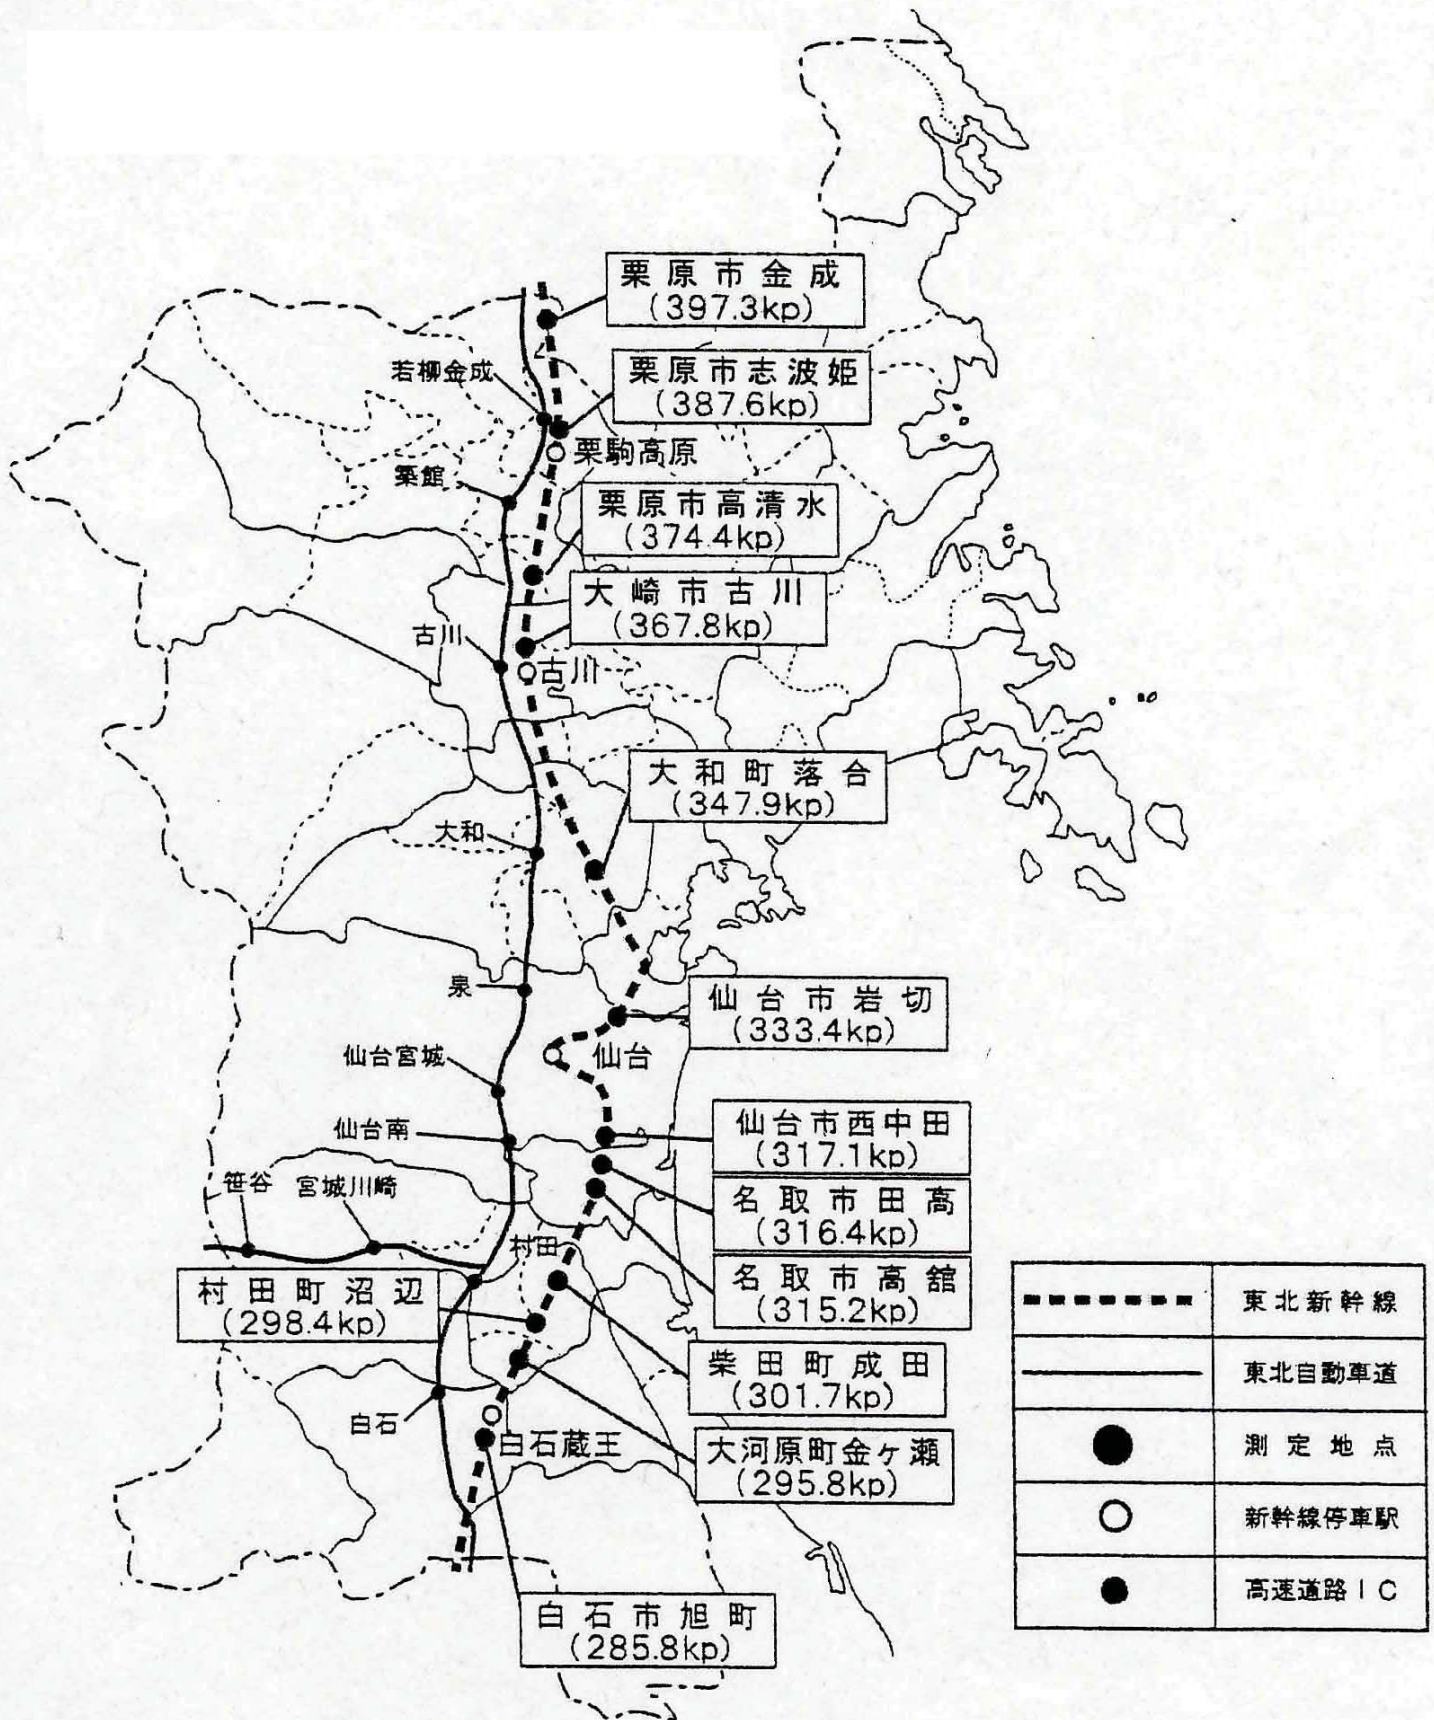 栗原市金成
(397.3kp)
若柳金成
栗原市志波姫
(387.6kp)
栗駒高原
築館
栗原市高清水
(374.4kp)
大崎市古川
(367.8kp)
古川
古川
大和町落合
(347.9kp)
大和
泉
仙台市岩切
(333.4kp)
仙台宮城
仙台
仙台南
仙台市西中田
(317.1kp)
笹谷
宮城川崎
名取市田高
(316.4kp)
村田
名取市高舘
(315.2kp)
村田町沼辺
(298.4kp)
柴田町成田
(301.7kp)
白石
白石蔵王
大河原町金ヶ瀬
(295.8kp)
白石市旭町
(285.8kp)
東北新幹線
東北自動車道
測定地点
新幹線停車駅
高速道路IC